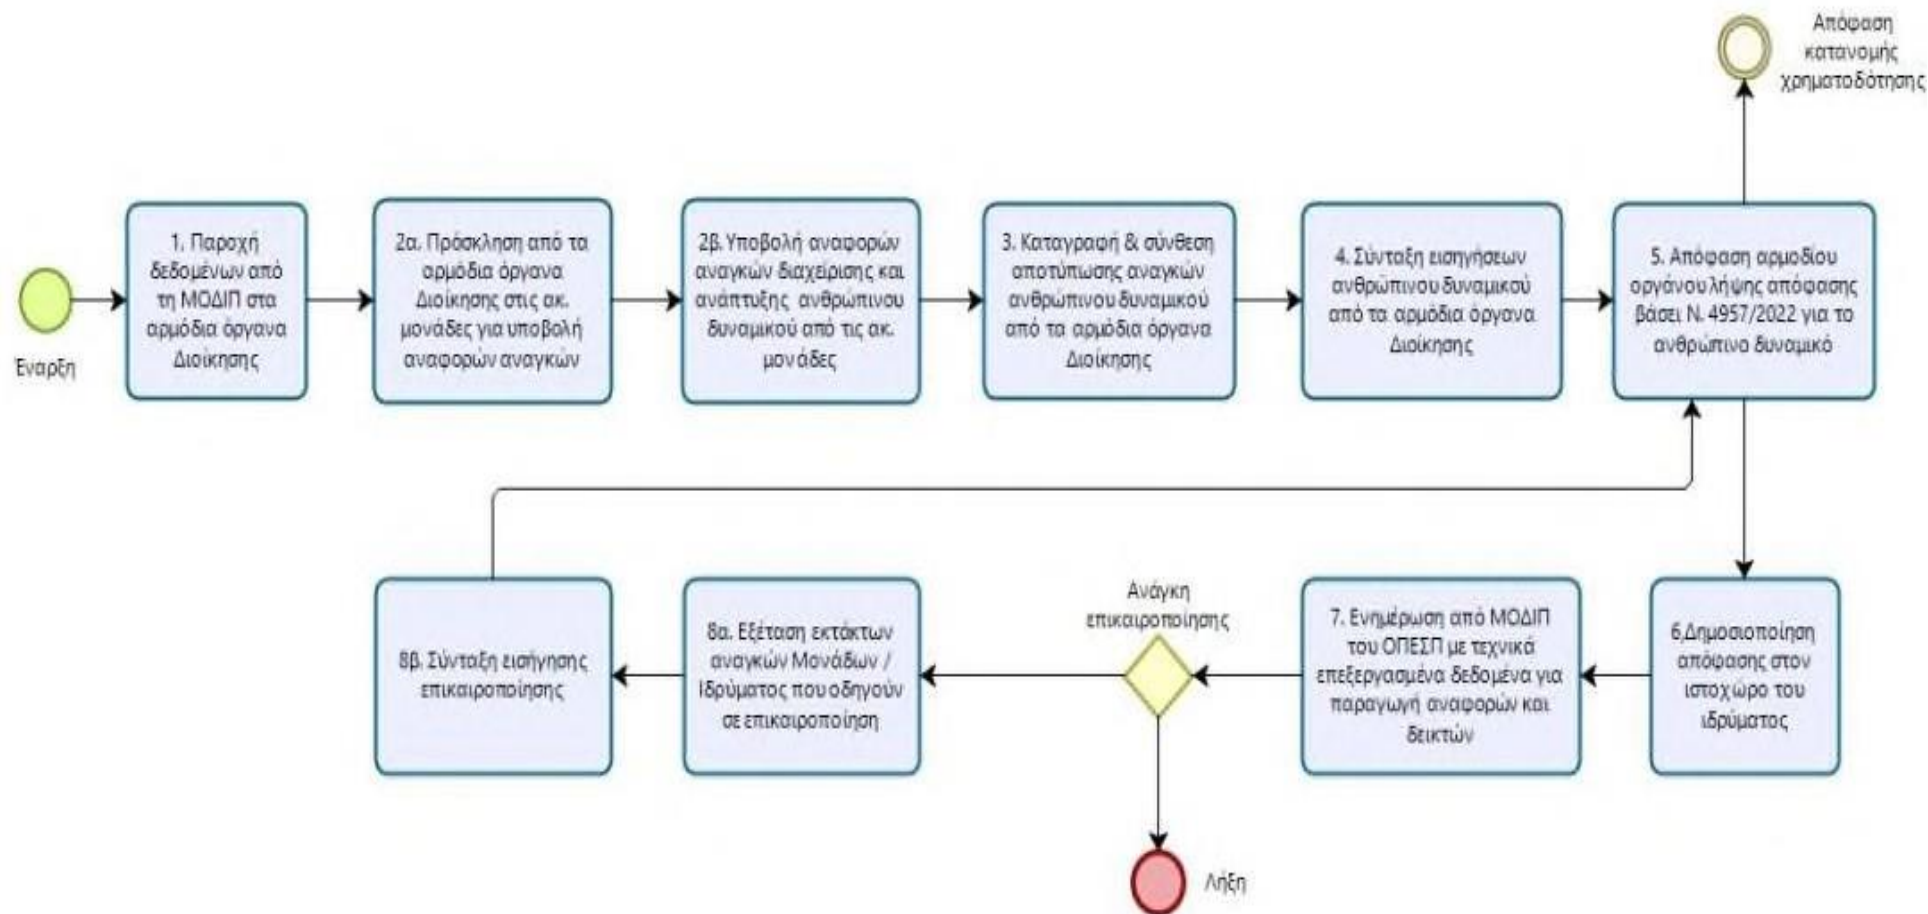 Απόφαση
κατανομής
χρηματοδότησης
Έναρξη
1. Παροχή
δεδομένων από
τη ΜΟΔΙΠ στα
αρμόδια όργανα
Διοίκησης
2α. Πρόσκληση από τα
αρμόδια όργανα
Διοίκησης στις ακ.
μονάδες για υποβολή
αναφορών αναγκών
2β. Υποβολή αναφορών
αναγκών διαχείρισης και
ανάπτυξης ανθρώπινου
δυναμικού από τις ακ.
μονάδες
3. Καταγραφή & σύνθεση
αποτύπωσης αναγκών
ανθρώπινου δυναμικού
από τα αρμόδια όργανα
Διοίκησης
4. Σύνταξη εισηγήσεων
ανθρώπινου δυναμικού
από τα αρμόδια όργανα
Διοίκησης
5. Απόφαση αρμοδίου
οργάνου λήψης απόφασης
βάσει Ν. 4957/2022 για το
ανθρώπινο δυναμικό
6,Δημοσιοποίηση
απόφασης στον
ιστοχώρο του
ιδρύματος
7. Ενημέρωση από ΜΟΔΙΠ
του ΟΠΕΣΠ με τεχνικά
επεξεργασμένα δεδομένα για
παραγωγή αναφορών και
δεικτών
Ανάγκη
επικαιροποίησης
8α. Εξέταση εκτάκτων
αναγκών Μονάδων /
Ιδρύματος που οδηγούν
σε επικαιροποίηση
8β. Σύνταξη εισήγησης
επικαιροποίησης
Λήξη